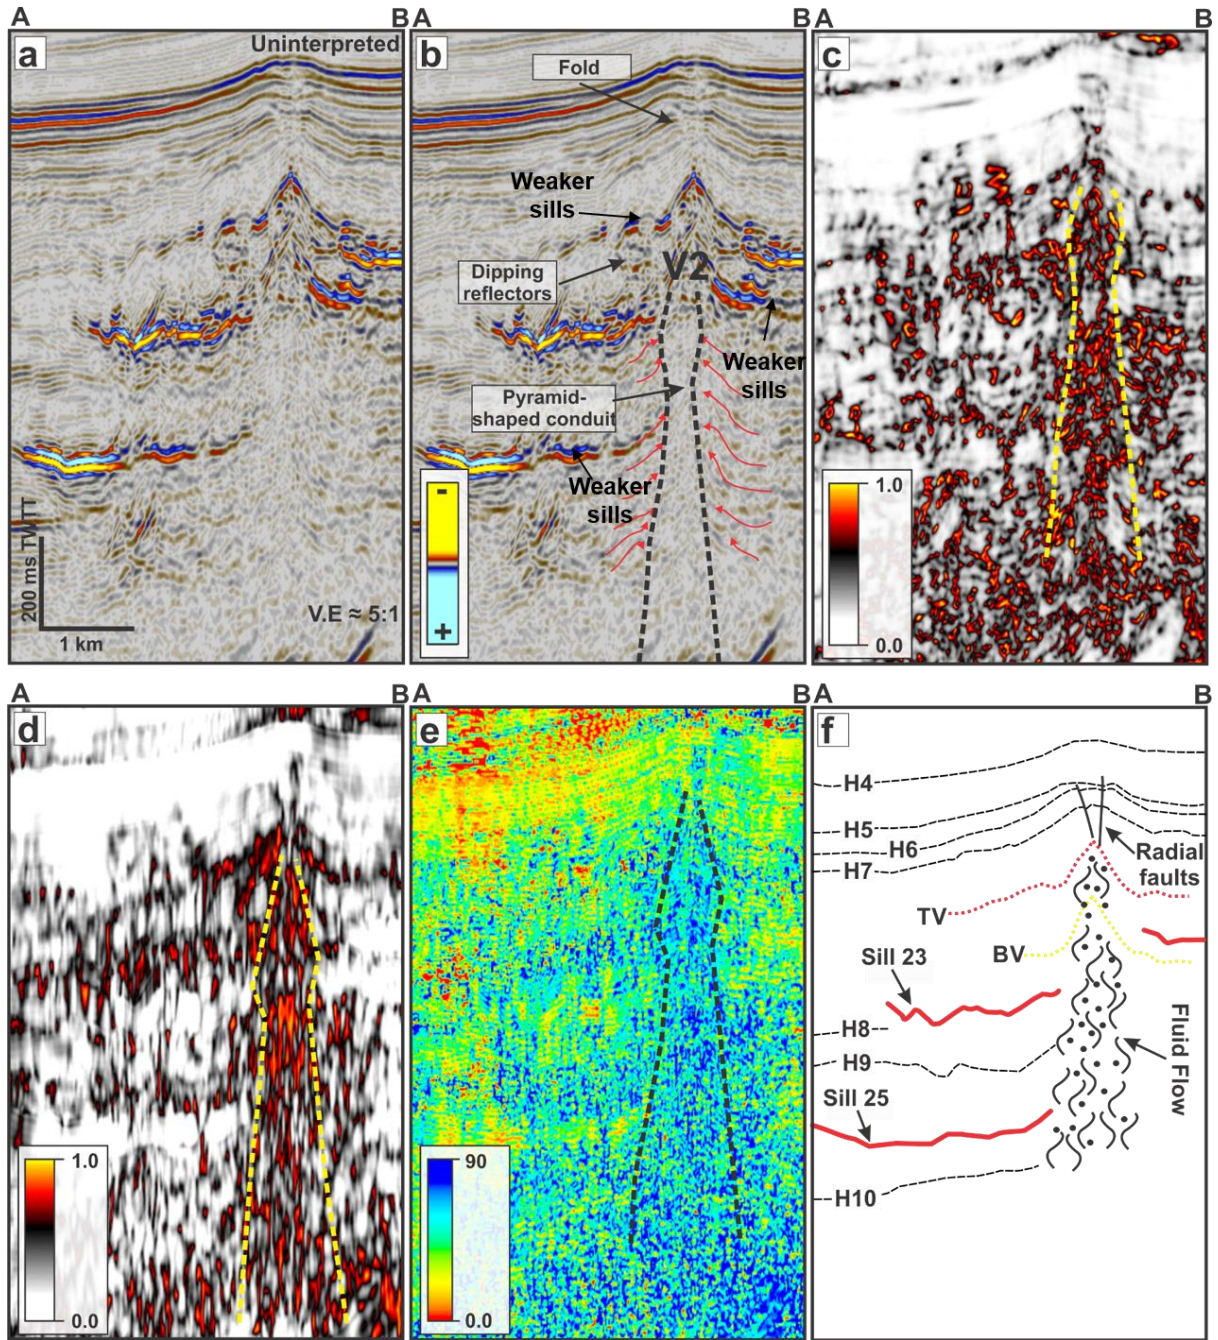 A
B
A
B
A
B
a
Uninterpreted
200 ms TWTT
1 km
V.E ≈ 5:1
b
Fold
Weaker
sills
Dipping
reflectors
V2
Weaker
sills
Pyramid-
shaped conduit
Weaker
sills
-
+
c
1.0
0.0
A
B
A
B
A
B
d
1.0
0.0
e
90
0.0
f
H4
H5
H6
H7
Radial
faults
TV
BV
Sill 23
H8
H9
Fluid Flow
Sill 25
H10